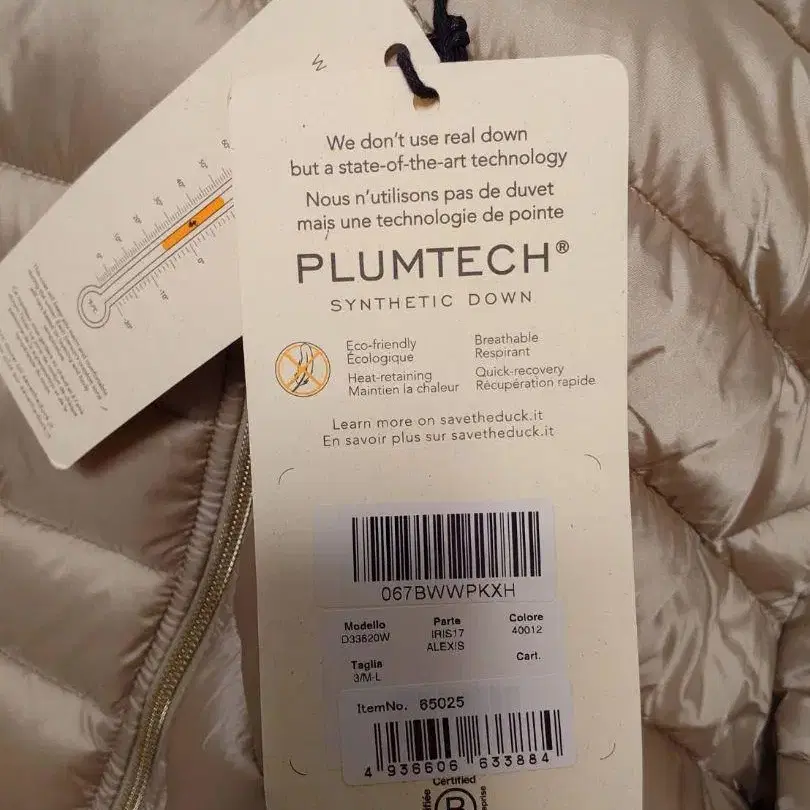 We don't use real down
but a state-of-the-art technology
Nous n'utilisons pas de duvet
mais une technologie de pointe
PLUMTECH®
SYNTHETIC DOWN
Eco-friendly
Écologique
Breathable
Respirant
Heat-retaining
Maintien la chaleur
Quick-recovery
Récupération rapide
Learn more on savetheduck.it
En savoir plus sur savetheduck.it
067BWWPKXH
Modello
D33620W
Parte
IRIS17
ALEXIS
Colore
40012
Taglia
3/M-L
Cart.
ItemNo. 65025
4 936606 633884
Certified
B